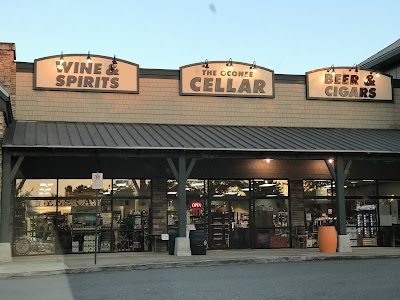 WINE &
SPIRITS
THE OCONEE
CELLAR
BEER &
CIGARS
OPEN